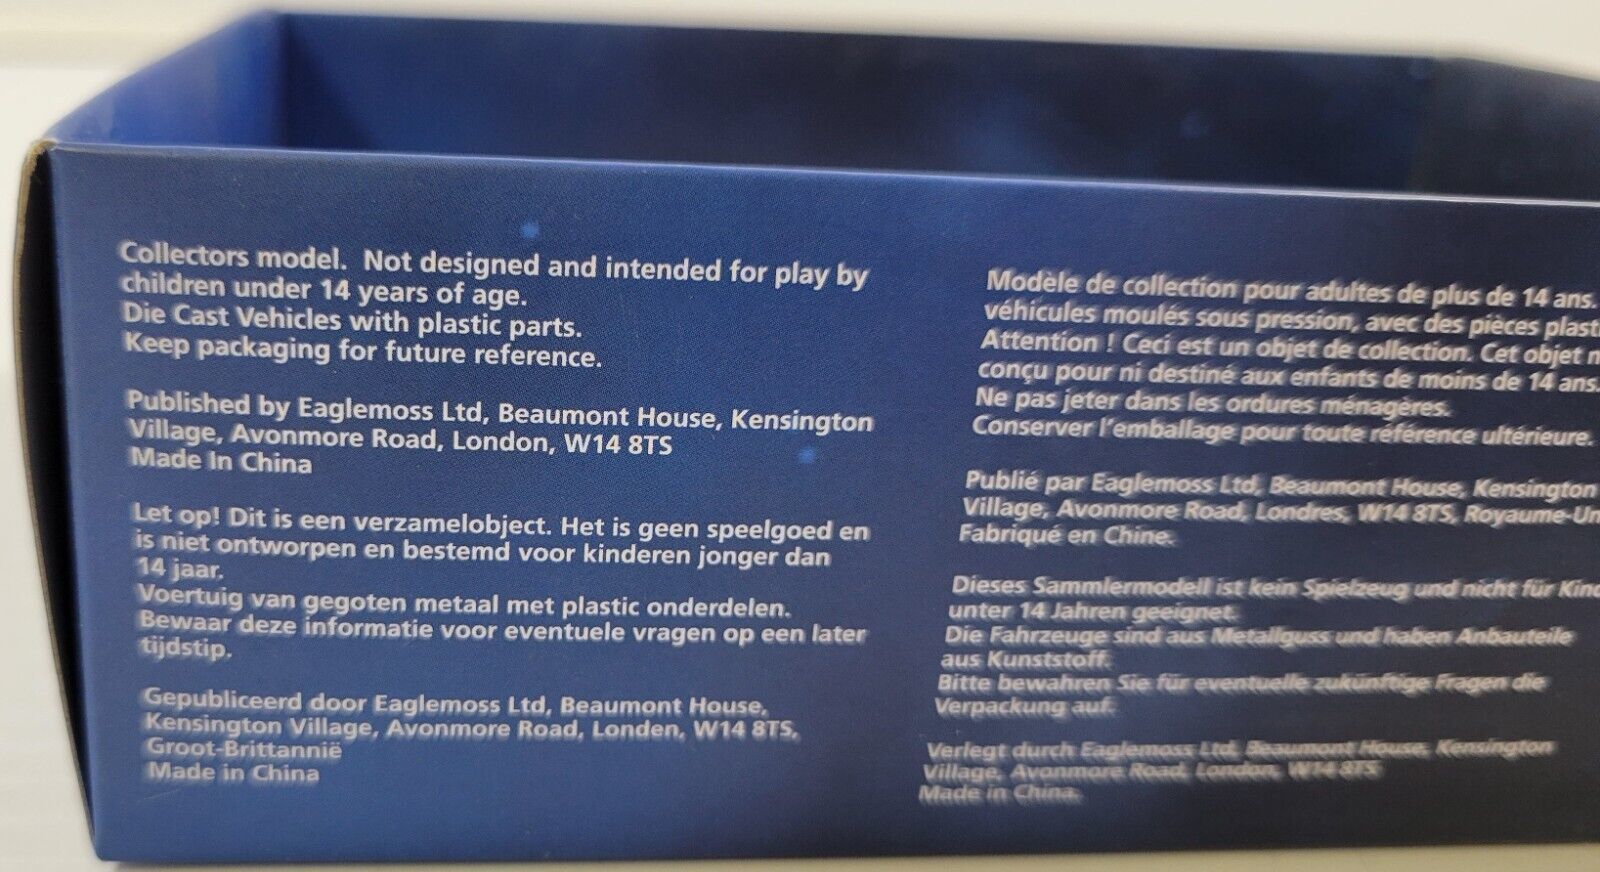 Collectors model.  Not designed and intended for play by
children under 14 years of age.
Die Cast Vehicles with plastic parts.
Keep packaging for future reference.
Published by Eaglemoss Ltd, Beaumont House, Kensington
Village, Avonmore Road, London, W14 8TS
Made In China
Let op! Dit is een verzamelobject. Het is geen speelgoed en
is niet ontworpen en bestemd voor kinderen jonger dan
14 jaar.
Voertuig van gegoten metaal met plastic onderdelen.
Bewaar deze informatie voor eventuele vragen op een later
tijdstip.
Gepubliceerd door Eaglemoss Ltd, Beaumont House,
Kensington Village, Avonmore Road, Londen, W14 8TS,
Groot-Brittannië
Made in China
Modèle de collection pour adultes de plus de 14 ans.
véhicules moulés sous pression, avec des pièces
Attention ! Ceci est un objet de collection. Cet objet
conçu pour ni destiné aux enfants de moins de 14 ans.
Ne pas jeter dans les ordures ménagères.
Conserver l'emballage pour toute référence ultérieure.
Publié par Eaglemoss Ltd, Beaumont House, Kensington
Village, Avonmore Road, Londres, W14 8TS,
Fabriqué en Chine.
Dieses Sammlermodell ist kein Spielzeug und nicht für
unter 14 Jahren geeignet.
Die Fahrzeuge sind aus Metallguss und haben Anbauteile
aus Kunststoff.
Bitte bewahren Sie für eventuelle zukünftige Fragen die
Verpackung auf.
Verlegt durch Eaglemoss Ltd, Beaumont House, Kensington
Village, Avonmore Road, London, W14 8TS
Made in China.